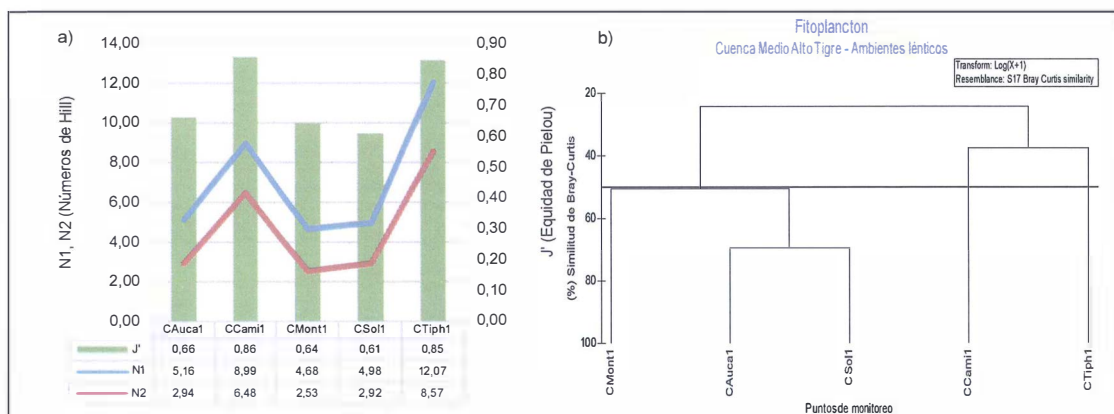 a)
14,00
12,00
10,00
8,00
6,00
4,00
2,00
0,00
N1, N2 (Números de Hill)
0,90
0,80
0,70
0,60
0,50
0,40
0,30
0,20
0,10
0,00
J' (Equidad de Pielou)
CAuca1 CCami1 CMont1 CSol1 CTiph1
J' 0,66 0,86 0,64 0,61 0,85
N1 5,16 8,99 4,68 4,98 12,07
N2 2,94 6,48 2,53 2,92 8,57
b)
Fitoplancton
Cuenca Medio Alto Tigre - Ambientes lénticos
Transform: Log(X+1)
Resemblance: S17 Bray Curtis similarity
20
40
60
80
100
(%) Similitud de Bray-Curtis
CMont1
CAuca1
CSol1
CCami1
CTiph1
Puntosde monitoreo